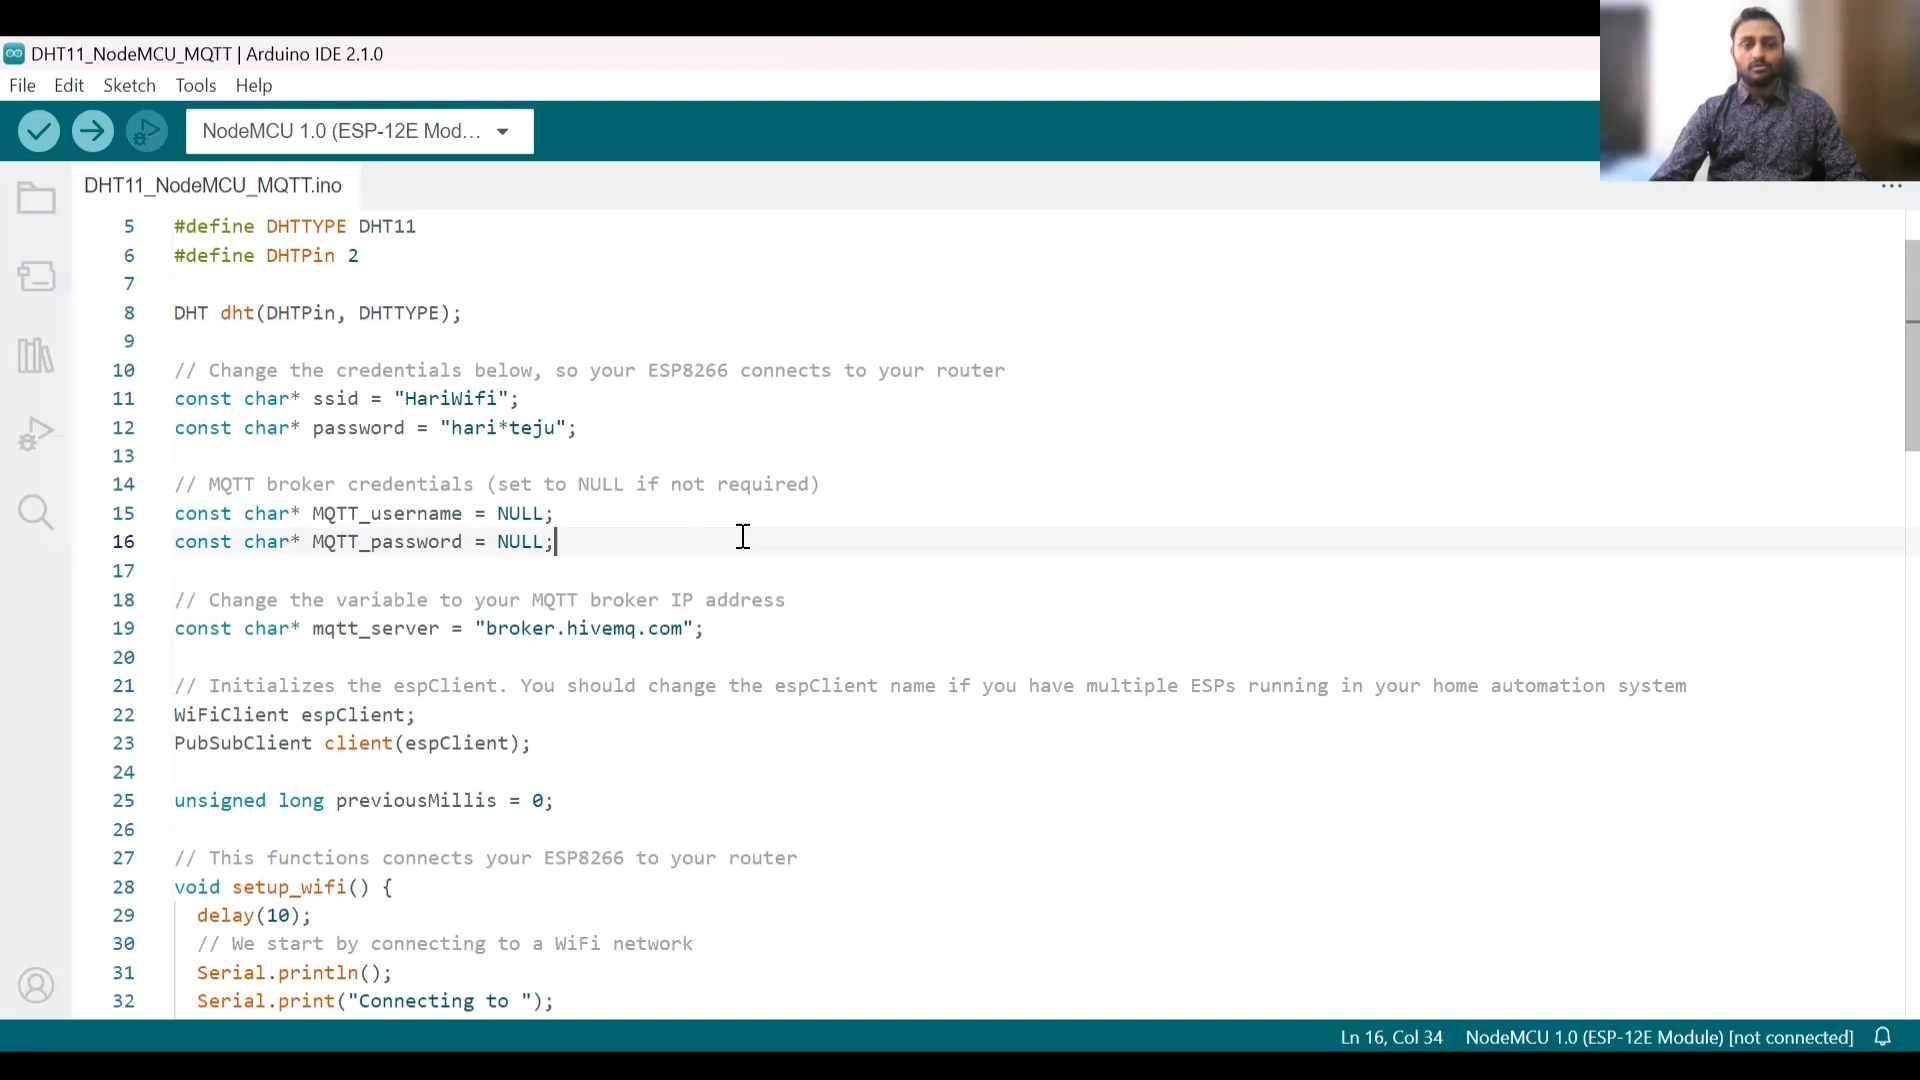 DHT11_NodeMCU_MQTT | Arduino IDE 2.1.0
File Edit Sketch Tools Help
NodeMCU 1.0 (ESP-12E Mod...
DHT11_NodeMCU_MQTT.ino
5 #define DHTTYPE DHT11
6 #define DHTPin 2
7
8 DHT dht(DHTPin, DHTTYPE);
9
10 // Change the credentials below, so your ESP8266 connects to your router
11 const char* ssid = "HariWifi";
12 const char* password = "hari*teju";
13
14 // MQTT broker credentials (set to NULL if not required)
15 const char* MQTT_username = NULL;
16 const char* MQTT_password = NULL;
17
18 // Change the variable to your MQTT broker IP address
19 const char* mqtt_server = "broker.hivemq.com";
20
21 // Initializes the espClient. You should change the espClient name if you have multiple ESPs running in your home automation system
22 WiFiClient espClient;
23 PubSubClient client(espClient);
24
25 unsigned long previousMillis = 0;
26
27 // This functions connects your ESP8266 to your router
28 void setup_wifi() {
29 delay(10);
30 // We start by connecting to a WiFi network
31 Serial.println();
32 Serial.print("Connecting to ");
Ln 16, Col 34 NodeMCU 1.0 (ESP-12E Module) [not connected]